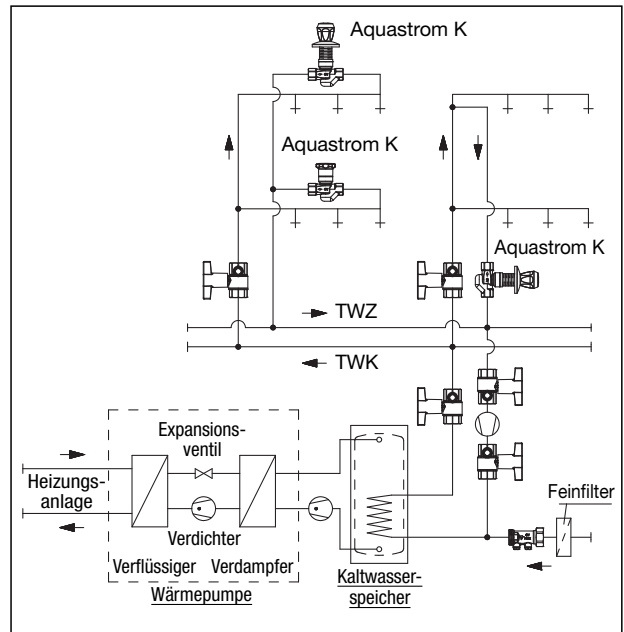 Aquastrom K
Aquastrom K
Aquastrom K
TWZ
TWK
Expansions-
ventil
Heizungs-
anlage
Verdichter
Feinfilter
Verflüssiger Verdampfer
Wärmepumpe
Kaltwasser-
speicher